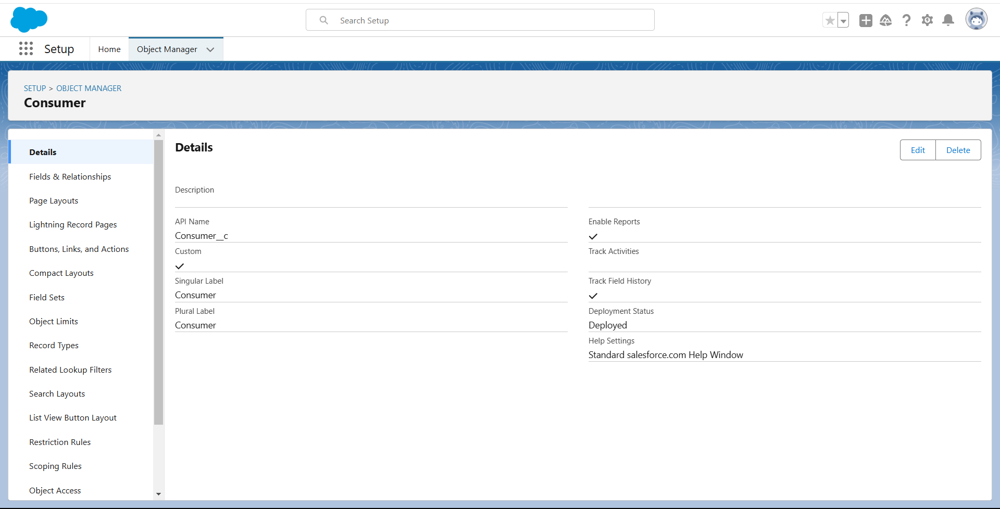 Search Setup
Setup
Home
Object Manager
SETUP > OBJECT MANAGER
Consumer
Details
Fields & Relationships
Page Layouts
Lightning Record Pages
Buttons, Links, and Actions
Compact Layouts
Field Sets
Object Limits
Record Types
Related Lookup Filters
Search Layouts
List View Button Layout
Restriction Rules
Scoping Rules
Object Access
Details
Edit
Delete
Description
API Name
Consumer__c
Custom
Singular Label
Consumer
Plural Label
Consumer
Enable Reports
Track Activities
Track Field History
Deployment Status
Deployed
Help Settings
Standard salesforce.com Help Window